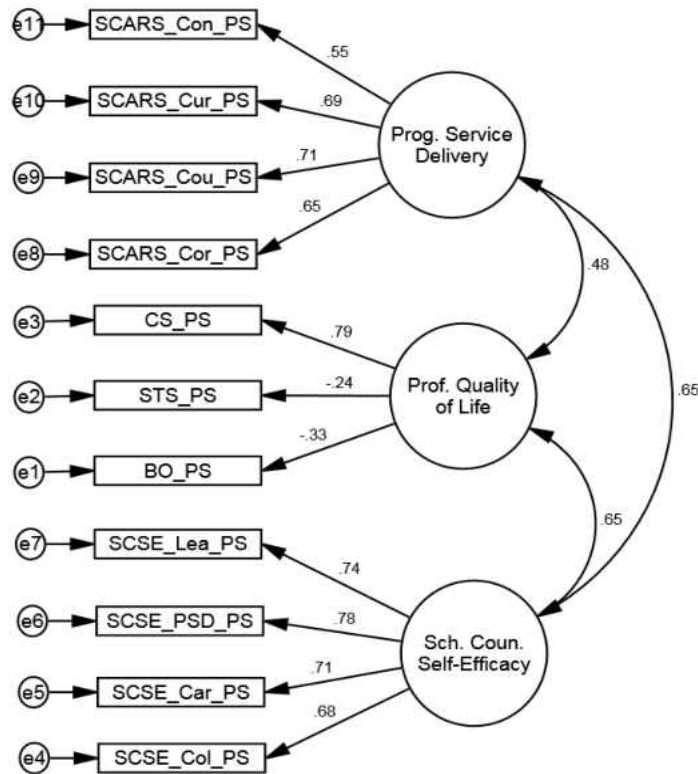 e11
SCARS_Con_PS
.55
e10
SCARS_Cur_PS
.69
Prog. Service
Delivery
e9
SCARS_Cou_PS
.71
e8
SCARS_Cor_PS
.65
.48
e3
CS_PS
.79
e2
STS_PS
-.24
Prof. Quality
of Life
.65
e1
BO_PS
-.33
.65
e7
SCSE_Lea_PS
.74
e6
SCSE_PSD_PS
.78
Sch. Coun.
Self-Efficacy
e5
SCSE_Car_PS
.71
e4
SCSE_Col_PS
.68